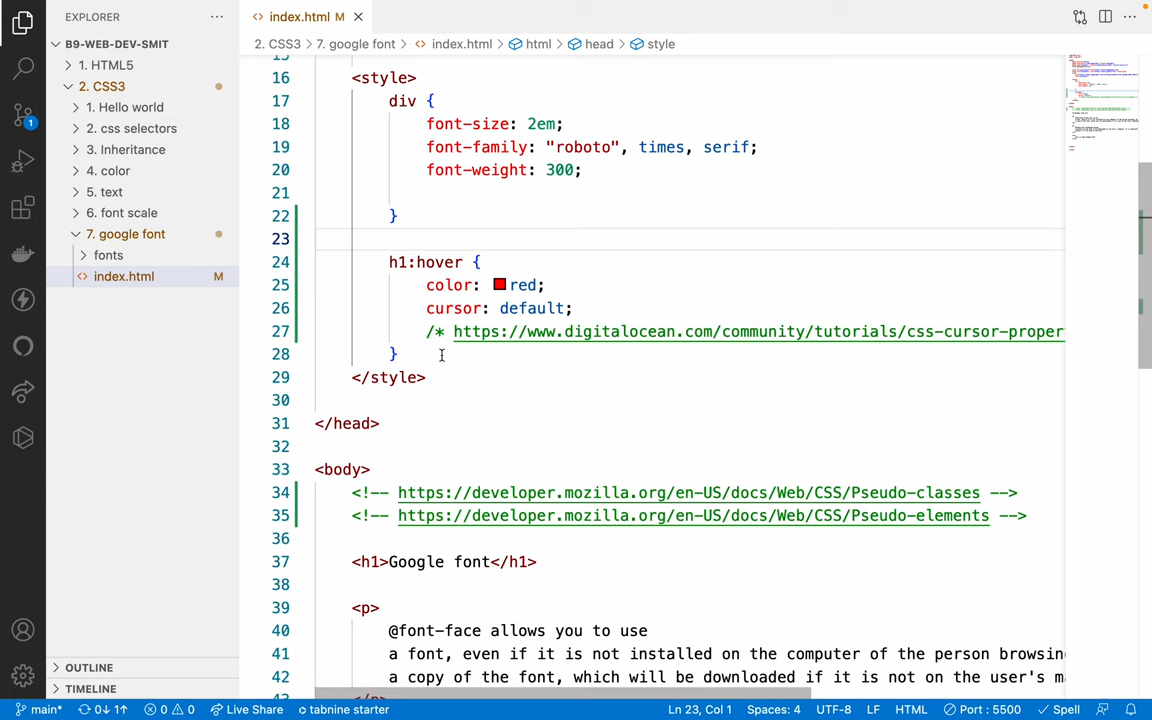 EXPLORER
index.html M
B9-WEB-DEV-SMIT
2. CSS3 7. google font index.html html head style
1. HTML5
2. CSS3
1. Hello world
2. css selectors
3. Inheritance
4. color
5. text
6. font scale
7. google font
fonts
index.html M
1
16 <style>
17 div {
18 font-size: 2em;
19 font-family: "roboto", times, serif;
20 font-weight: 300;
21
22 }
23
24 h1:hover {
25 color: red;
26 cursor: default;
27 /* https://www.digitalocean.com/community/tutorials/css-cursor-proper
28 }
29 </style>
30
31 </head>
32
33 <body>
34 <!-- https://developer.mozilla.org/en-US/docs/Web/CSS/Pseudo-classes -->
35 <!-- https://developer.mozilla.org/en-US/docs/Web/CSS/Pseudo-elements -->
36
37 <h1>Google font</h1>
38
39 <p>
40 @font-face allows you to use
41 a font, even if it is not installed on the computer of the person browsin
42 a copy of the font, which will be downloaded if it is not on the user's m
OUTLINE
TIMELINE
main* 0↓ 1↑ 0 0 Live Share tabnine starter Ln 23, Col 1 Spaces: 4 UTF-8 LF HTML Port : 5500 Spell